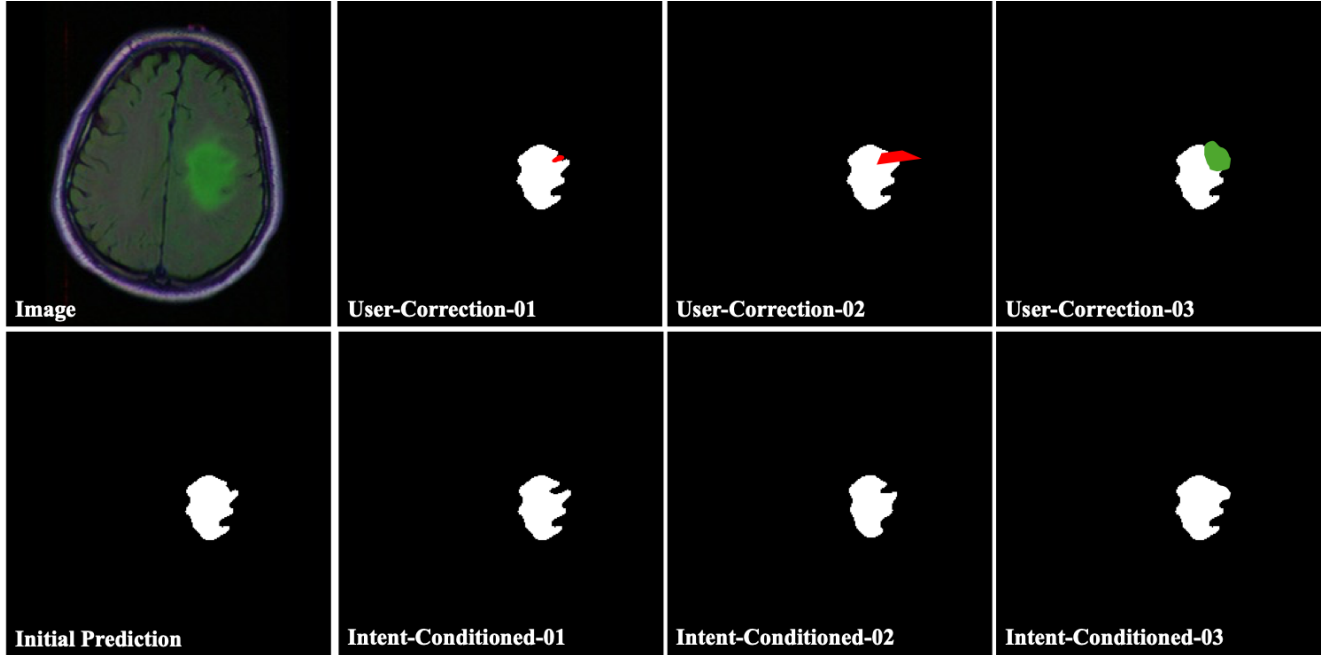 Image
User-Correction-01
User-Correction-02
User-Correction-03
Initial Prediction
Intent-Conditioned-01
Intent-Conditioned-02
Intent-Conditioned-03